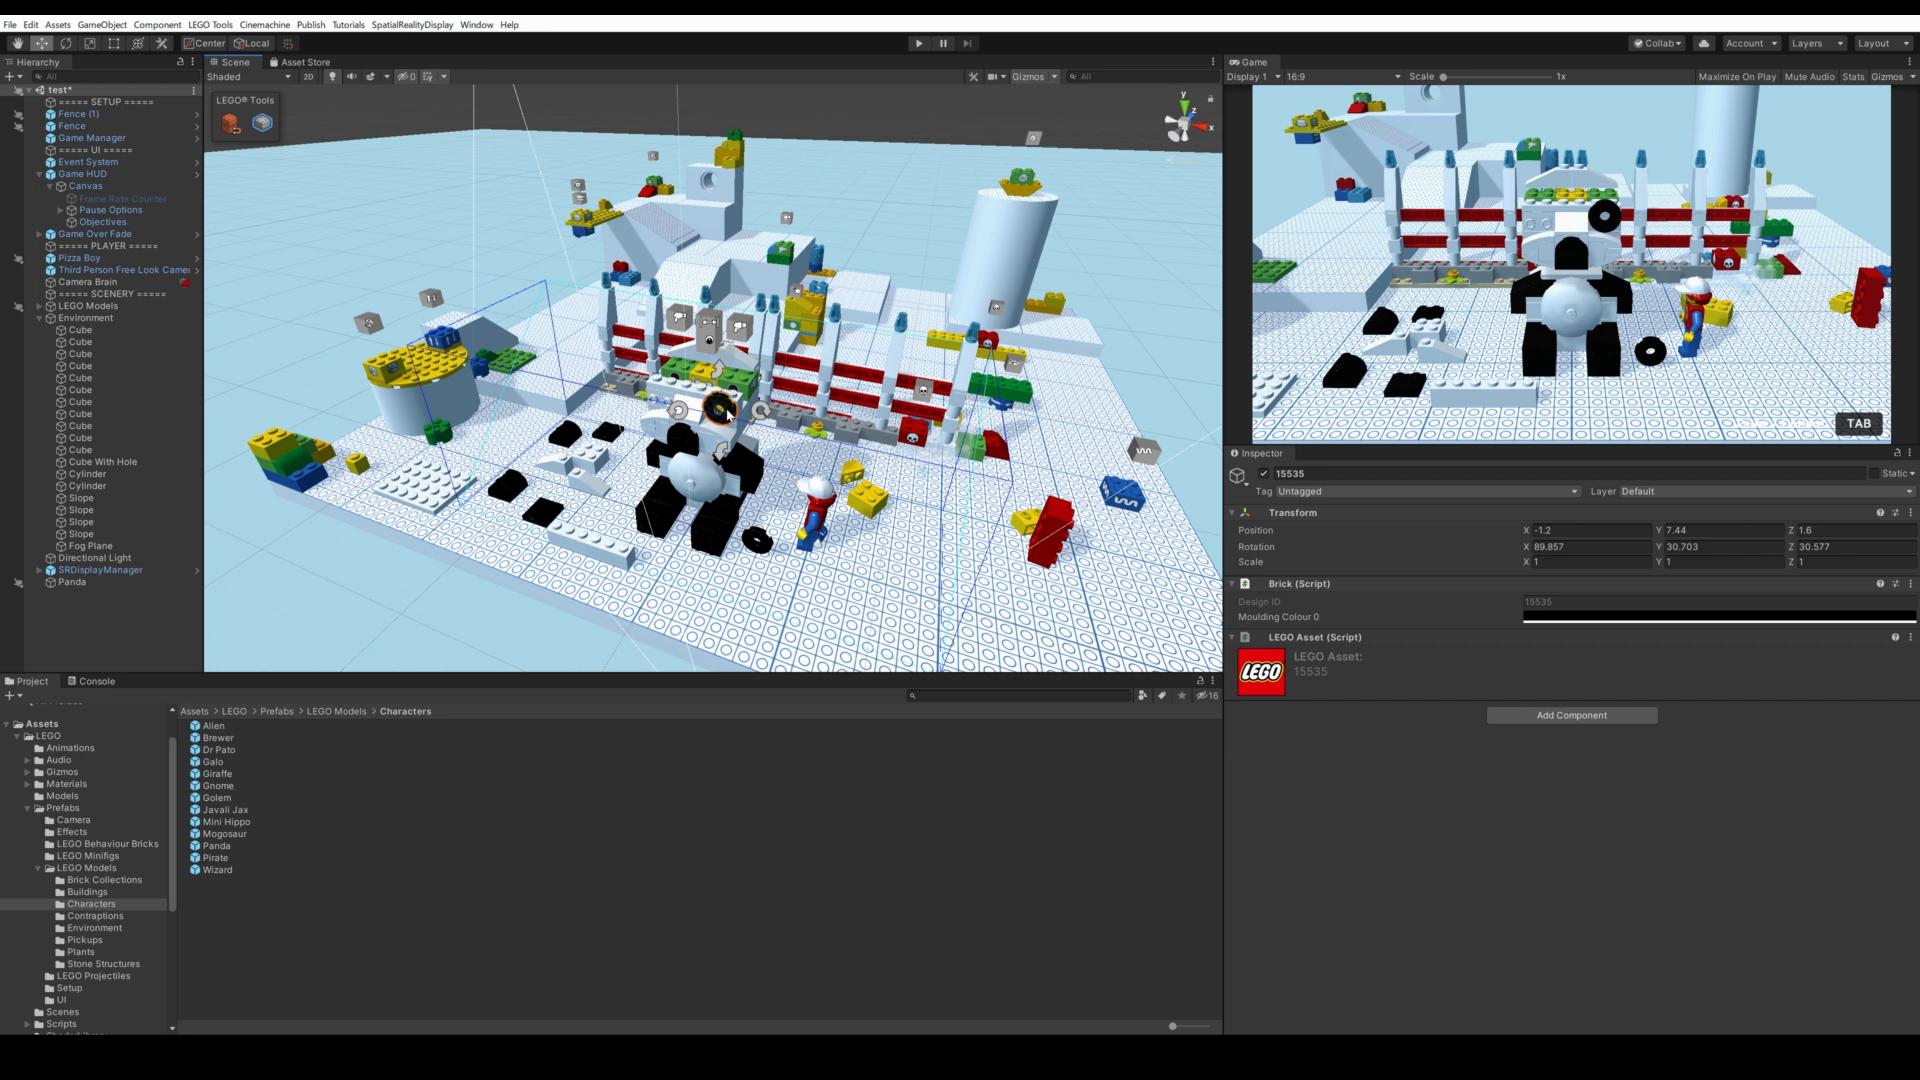 File Edit Assets GameObject Component LEGO Tools Cinemachine Publish Tutorials SpatialRealityDisplay Window Help
Center Local Collab Account Layers Layout
Hierarchy
All
test*
===== SETUP =====
Fence (1)
Fence
Game Manager
===== UI =====
Event System
Game HUD
Canvas
Frame Rate Counter
Pause Options
Objectives
Game Over Fade
===== PLAYER =====
Pizza Boy
Third Person Free Look Camer
Camera Brain
===== SCENERY =====
LEGO Models
Environment
Cube
Cube
Cube
Cube
Cube
Cube
Cube
Cube
Cube
Cube
Cube
Cube With Hole
Cylinder
Cylinder
Slope
Slope
Slope
Slope
Fog Plane
Directional Light
SRDisplayManager
Panda
Scene Asset Store
Shaded 2D 0 Gizmos All
LEGO® Tools
y
z
x
Game
Display 1 16:9 Scale 1x Maximize On Play Mute Audio Stats Gizmos
TAB
Inspector
15535 Static
Tag Untagged Layer Default
Transform
Position X -1.2 Y 7.44 Z 1.6
Rotation X 89.857 Y 30.703 Z 30.577
Scale X 1 Y 1 Z 1
Brick (Script)
Design ID 15535
Moulding Colour 0
LEGO Asset (Script)
LEGO
LEGO Asset:
15535
Add Component
Project Console
16
Assets
LEGO
Animations
Audio
Gizmos
Materials
Models
Prefabs
Camera
Effects
LEGO Behaviour Bricks
LEGO Minifigs
LEGO Models
Brick Collections
Buildings
Characters
Contraptions
Environment
Pickups
Plants
Stone Structures
LEGO Projectiles
Setup
UI
Scenes
Scripts
Assets > LEGO > Prefabs > LEGO Models > Characters
Alien
Brewer
Dr Pato
Galo
Giraffe
Gnome
Golem
Javali Jax
Mini Hippo
Mogosaur
Panda
Pirate
Wizard